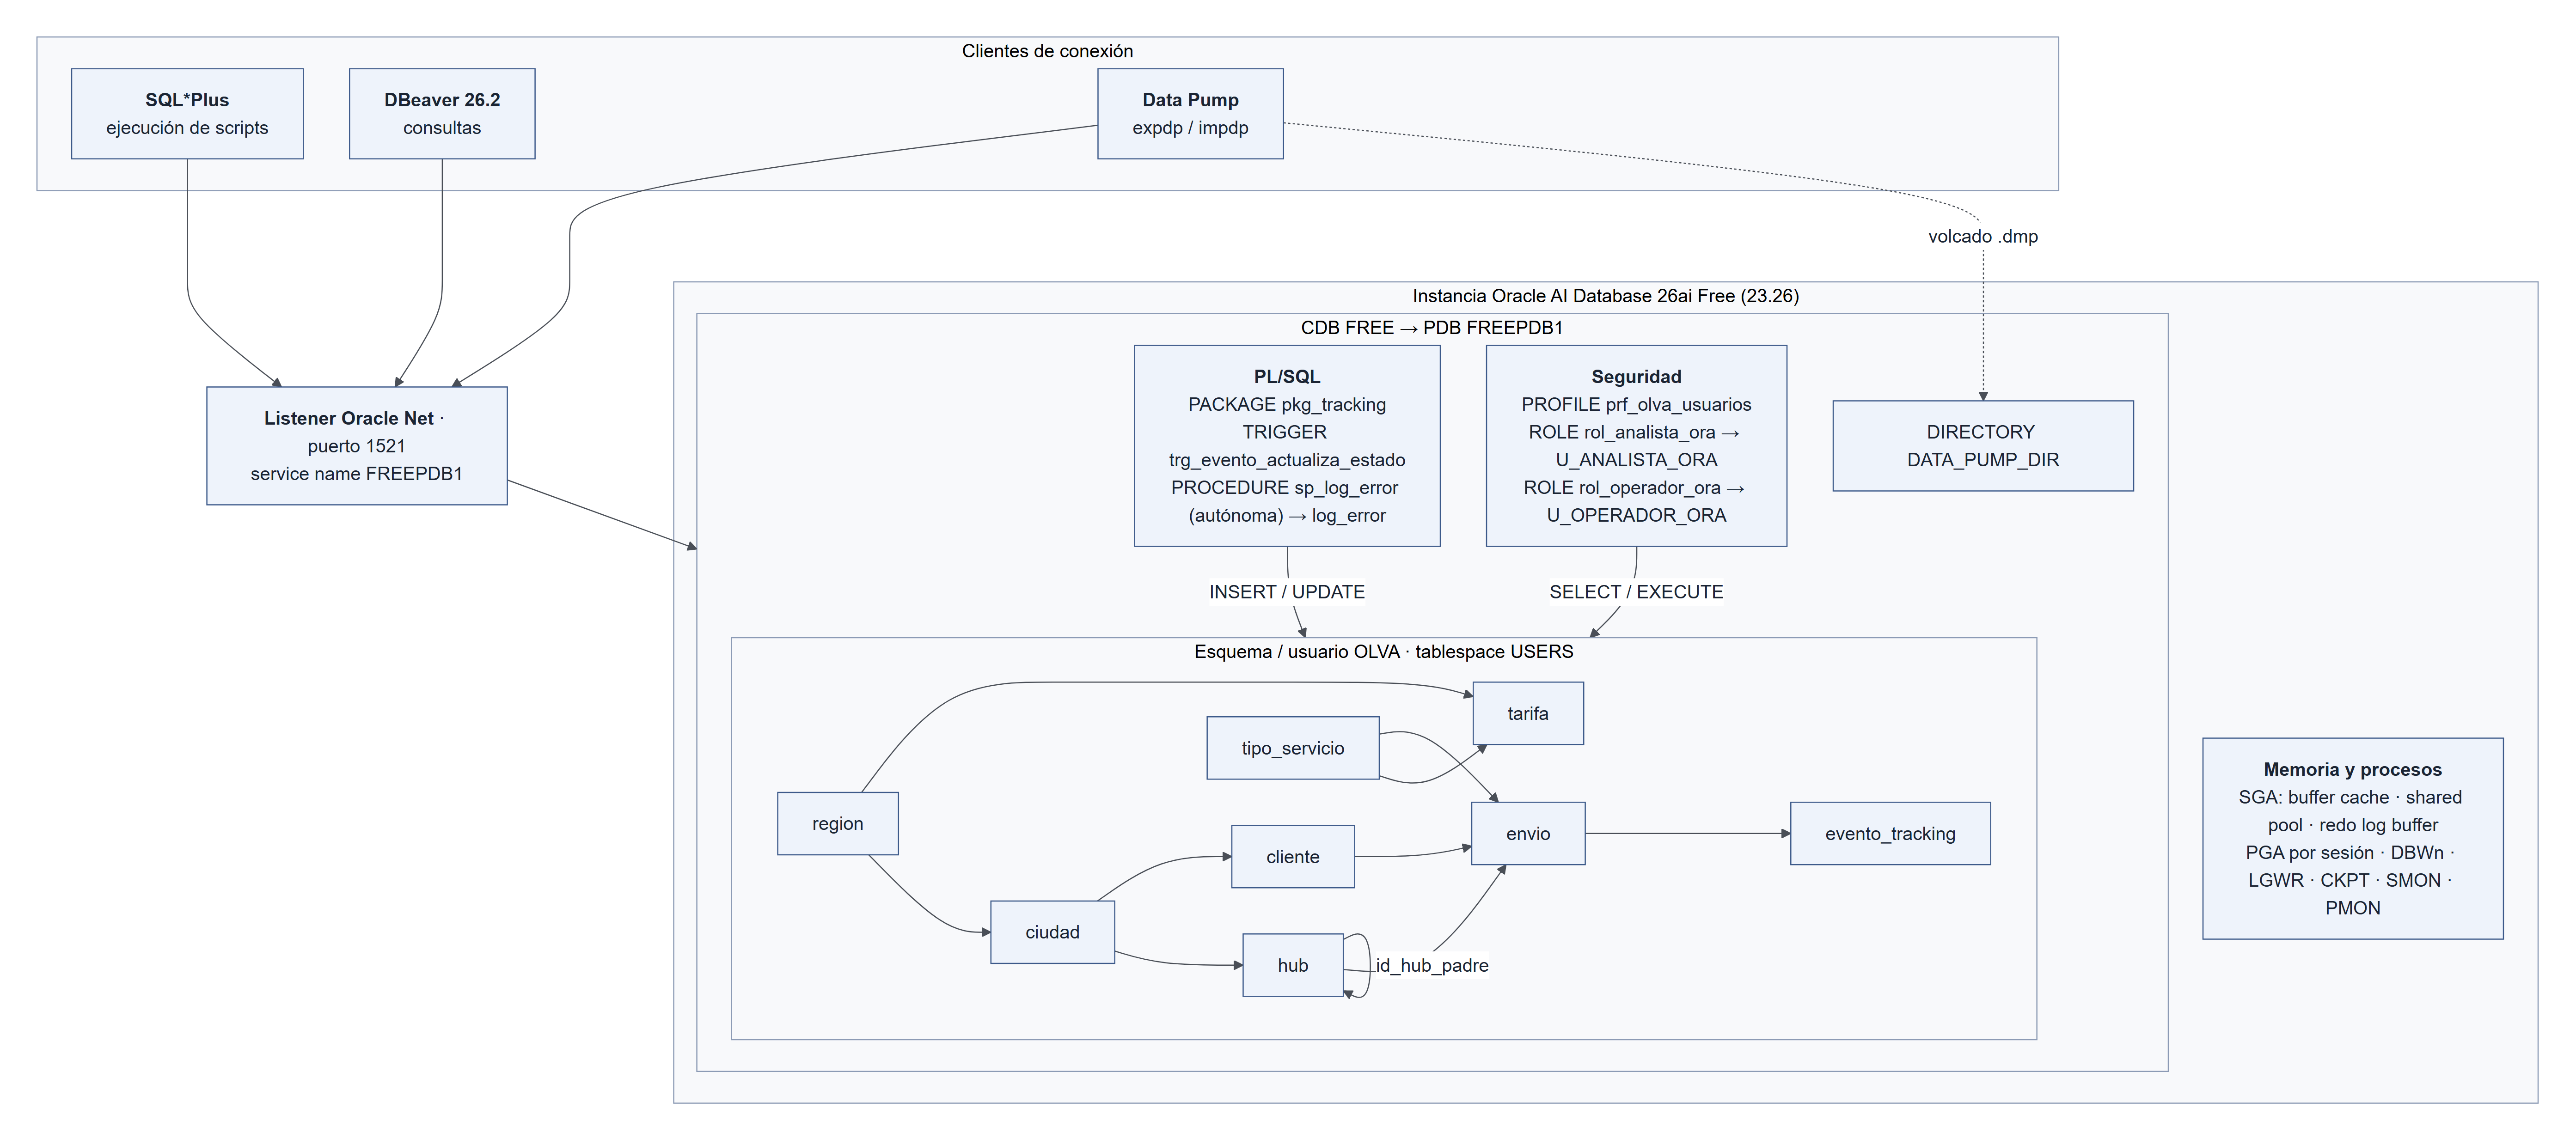 Clientes de conexión
SQL*Plus
ejecución de scripts
DBeaver 26.2
consultas
Data Pump
expdp / impdp
volcado .dmp
Listener Oracle Net ·
puerto 1521
service name FREEPDB1
Instancia Oracle AI Database 26ai Free (23.26)
CDB FREE → PDB FREEPDB1
PL/SQL
PACKAGE pkg_tracking
TRIGGER
trg_evento_actualiza_estado
PROCEDURE sp_log_error
(autónoma) → log_error
Seguridad
PROFILE prf_olva_usuarios
ROLE rol_analista_ora →
U_ANALISTA_ORA
ROLE rol_operador_ora →
U_OPERADOR_ORA
DIRECTORY
DATA_PUMP_DIR
INSERT / UPDATE
SELECT / EXECUTE
Esquema / usuario OLVA · tablespace USERS
tarifa
tipo_servicio
region
envio
evento_tracking
cliente
ciudad
hub
id_hub_padre
Memoria y procesos
SGA: buffer cache · shared
pool · redo log buffer
PGA por sesión · DBWn ·
LGWR · CKPT · SMON ·
PMON